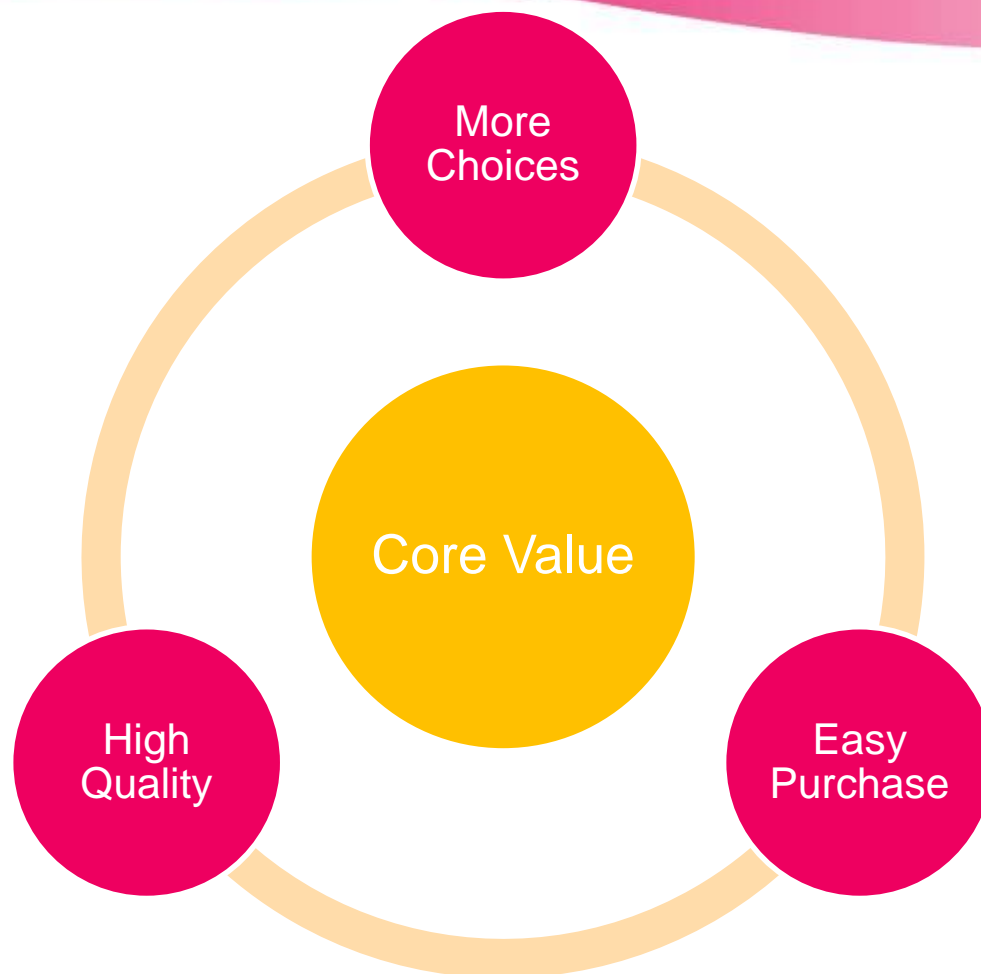 More
Choices
Core Value
High
Quality
Easy
Purchase